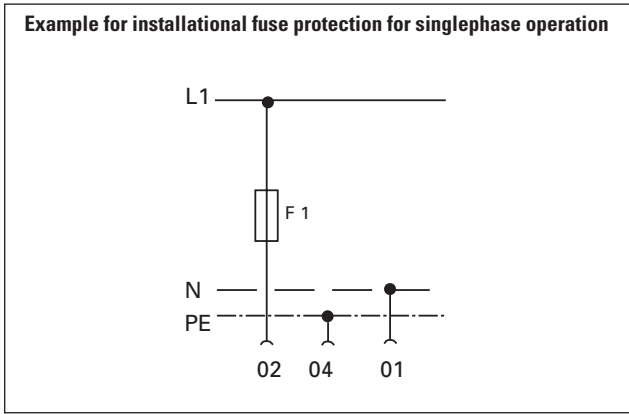 Example for installational fuse protection for singlephase operation
L1
F 1
N
PE
02 04 01